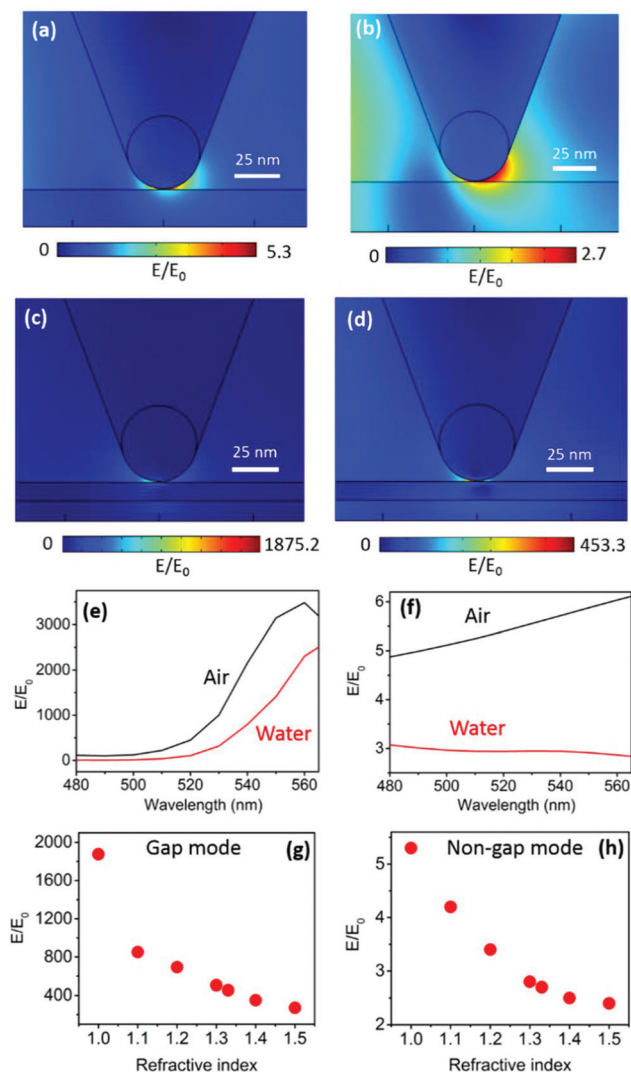 (a)
25 nm
0 5.3
E/E₀
(b)
25 nm
0 2.7
E/E₀
(c)
25 nm
0 1875.2
E/E₀
(d)
25 nm
0 453.3
E/E₀
(e)
3000
2000
1000
0
E/E₀
Air
Water
480 500 520 540 560
Wavelength (nm)
(f)
6
5
4
3
E/E₀
Air
Water
480 500 520 540 560
Wavelength (nm)
Gap mode (g)
2000
1600
1200
800
400
E/E₀
1.0 1.1 1.2 1.3 1.4 1.5
Refractive index
Non-gap mode (h)
5
4
3
2
E/E₀
1.0 1.1 1.2 1.3 1.4 1.5
Refractive index